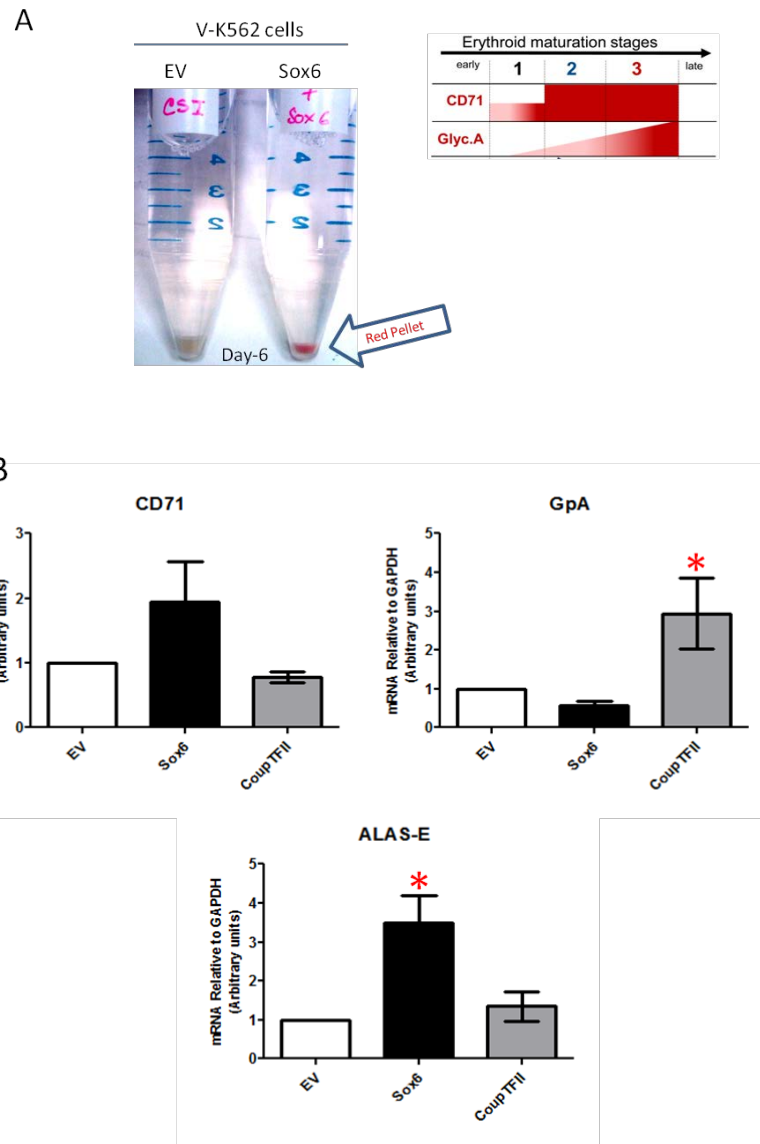 A
V-K562 cells
EV Sox6
CSI
+
Sox6
4 4
3 3
2 2
Day-6
Red Pellet
Erythroid maturation stages
early 1 2 3 late
CD71
Glyc.A
CD71
3
2
1
0
(Arbitrary units)
EV
Sox6
CoupTFII
GpA
5
4
3
2
1
0
mRNA Relative to GAPDH
(Arbitrary units)
*
EV
Sox6
CoupTFII
ALAS-E
5
4
3
2
1
0
mRNA Relative to GAPDH
(Arbitrary units)
*
EV
Sox6
CoupTFII